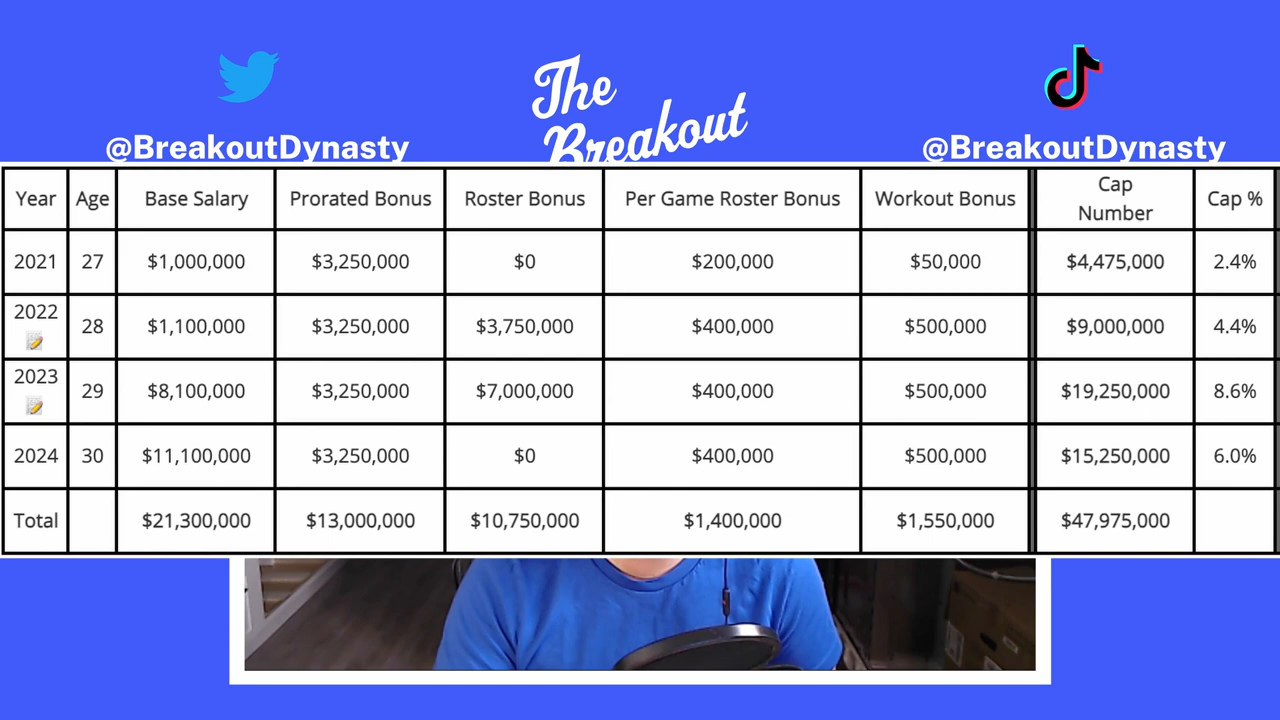 The
Breakout
@BreakoutDynasty @BreakoutDynasty
Year Age Base Salary Prorated Bonus Roster Bonus Per Game Roster Bonus Workout Bonus Cap Number Cap %
2021 27 $1,000,000 $3,250,000 $0 $200,000 $50,000 $4,475,000 2.4%
2022 28 $1,100,000 $3,250,000 $3,750,000 $400,000 $500,000 $9,000,000 4.4%
2023 29 $8,100,000 $3,250,000 $7,000,000 $400,000 $500,000 $19,250,000 8.6%
2024 30 $11,100,000 $3,250,000 $0 $400,000 $500,000 $15,250,000 6.0%
Total $21,300,000 $13,000,000 $10,750,000 $1,400,000 $1,550,000 $47,975,000